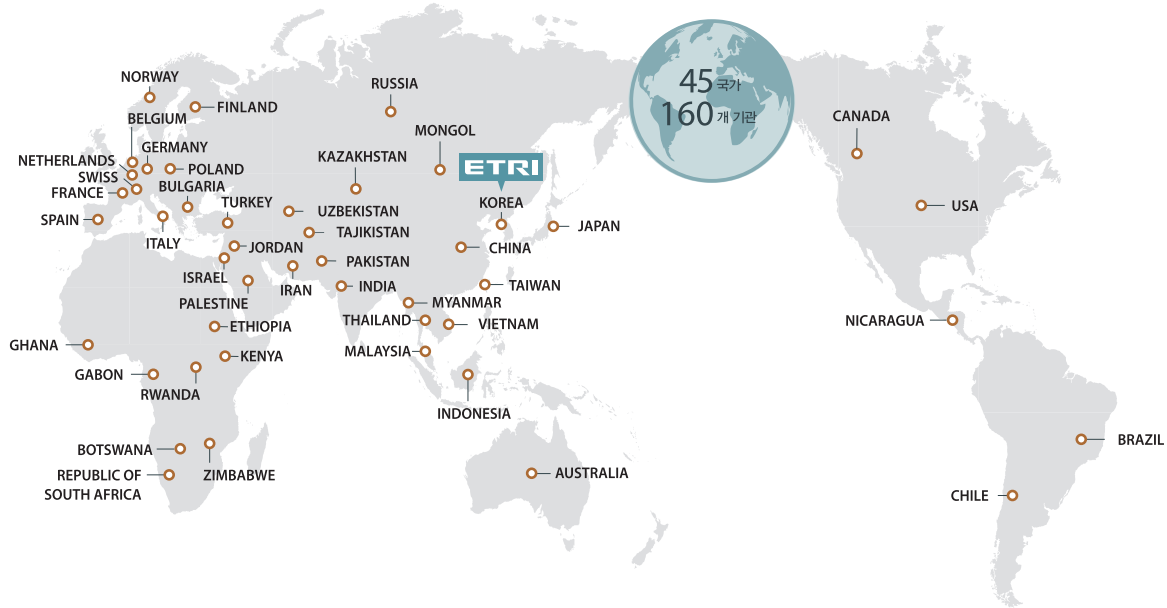 45 국가
160 개 기관
NORWAY
FINLAND
BELGIUM
GERMANY
NETHERLANDS
POLAND
SWISS
FRANCE
BULGARIA
SPAIN
ITALY
TURKEY
RUSSIA
MONGOL
KAZAKHSTAN
ETRI
KOREA
JAPAN
UZBEKISTAN
TAJIKISTAN
CHINA
JORDAN
PAKISTAN
ISRAEL
IRAN
INDIA
TAIWAN
PALESTINE
MYANMAR
ETHIOPIA
THAILAND
VIETNAM
GHANA
KENYA
MALAYSIA
GABON
RWANDA
INDONESIA
BOTSWANA
ZIMBABWE
REPUBLIC OF
SOUTH AFRICA
AUSTRALIA
CANADA
USA
NICARAGUA
BRAZIL
CHILE